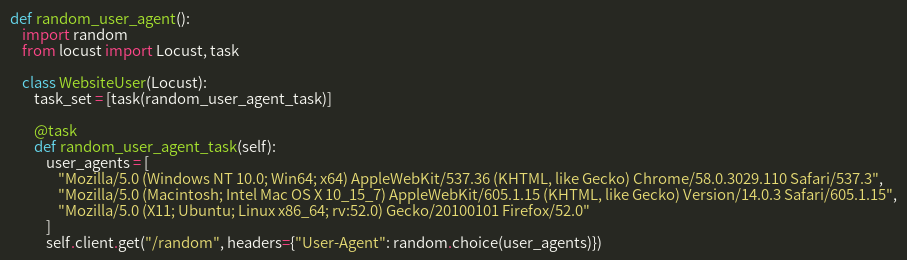 def random_user_agent():
import random
from locust import Locust, task
class WebsiteUser(Locust):
task_set = [task(random_user_agent_task)]
@task
def random_user_agent_task(self):
user_agents = [
"Mozilla/5.0 (Windows NT 10.0; Win64; x64) AppleWebKit/537.36 (KHTML, like Gecko) Chrome/58.0.3029.110 Safari/537.3",
"Mozilla/5.0 (Macintosh; Intel Mac OS X 10_15_7) AppleWebKit/605.1.15 (KHTML, like Gecko) Version/14.0.3 Safari/605.1.15",
"Mozilla/5.0 (X11; Ubuntu; Linux x86_64; rv:52.0) Gecko/20100101 Firefox/52.0"
]
self.client.get("/random", headers={"User-Agent": random.choice(user_agents)})